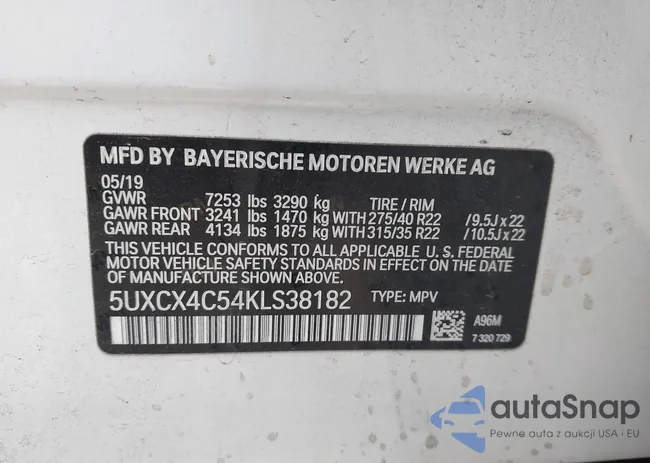 MFD BY BAYERISCHE MOTOREN WERKE AG
05/19
GVWR 7253 lbs 3290 kg TIRE / RIM
GAWR FRONT 3241 lbs 1470 kg WITH 275/40 R22 /9.5J x 22
GAWR REAR 4134 lbs 1875 kg WITH 315/35 R22 /10.5J x 22
THIS VEHICLE CONFORMS TO ALL APPLICABLE U. S. FEDERAL
MOTOR VEHICLE SAFETY STANDARDS IN EFFECT ON THE DATE
OF MANUFACTURE SHOWN ABOVE.
5UXCX4C54KLS38182 TYPE: MPV
A96M
7 320 729
autaSnap
Pewne auta z aukcji USA i EU